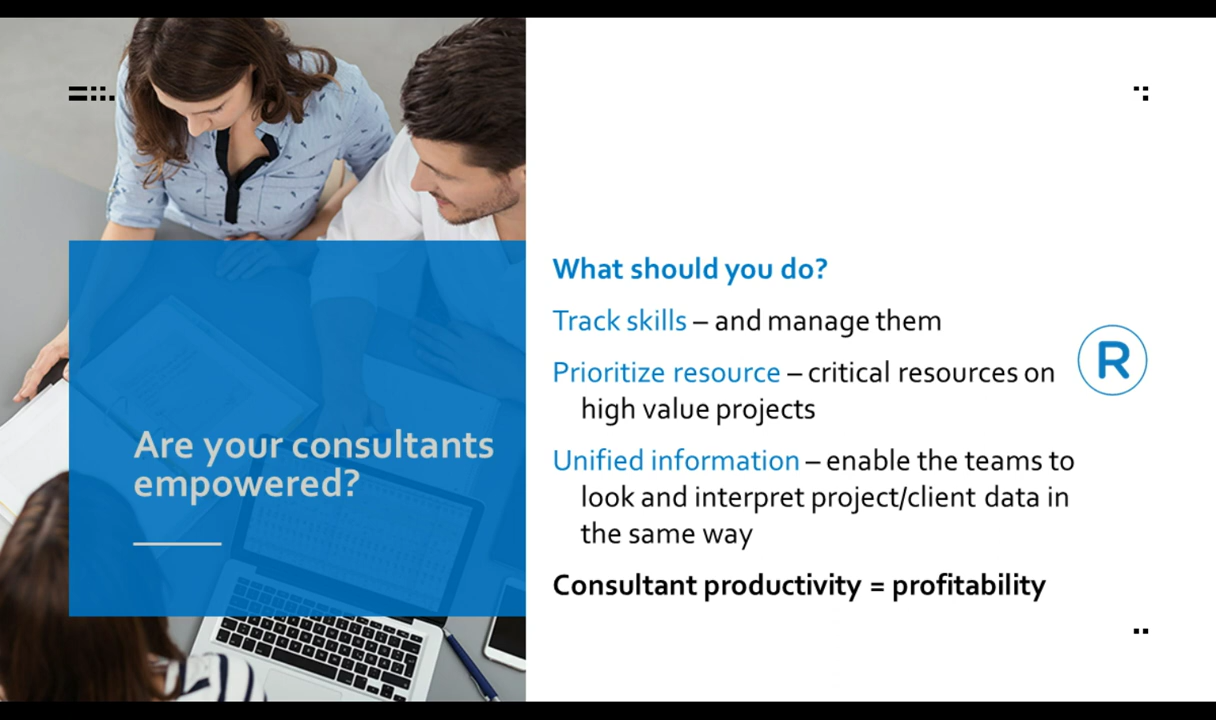 Are your consultants
empowered?
What should you do?
Track skills – and manage them
Prioritize resource – critical resources on
high value projects
R
Unified information – enable the teams to
look and interpret project/client data in
the same way
Consultant productivity = profitability